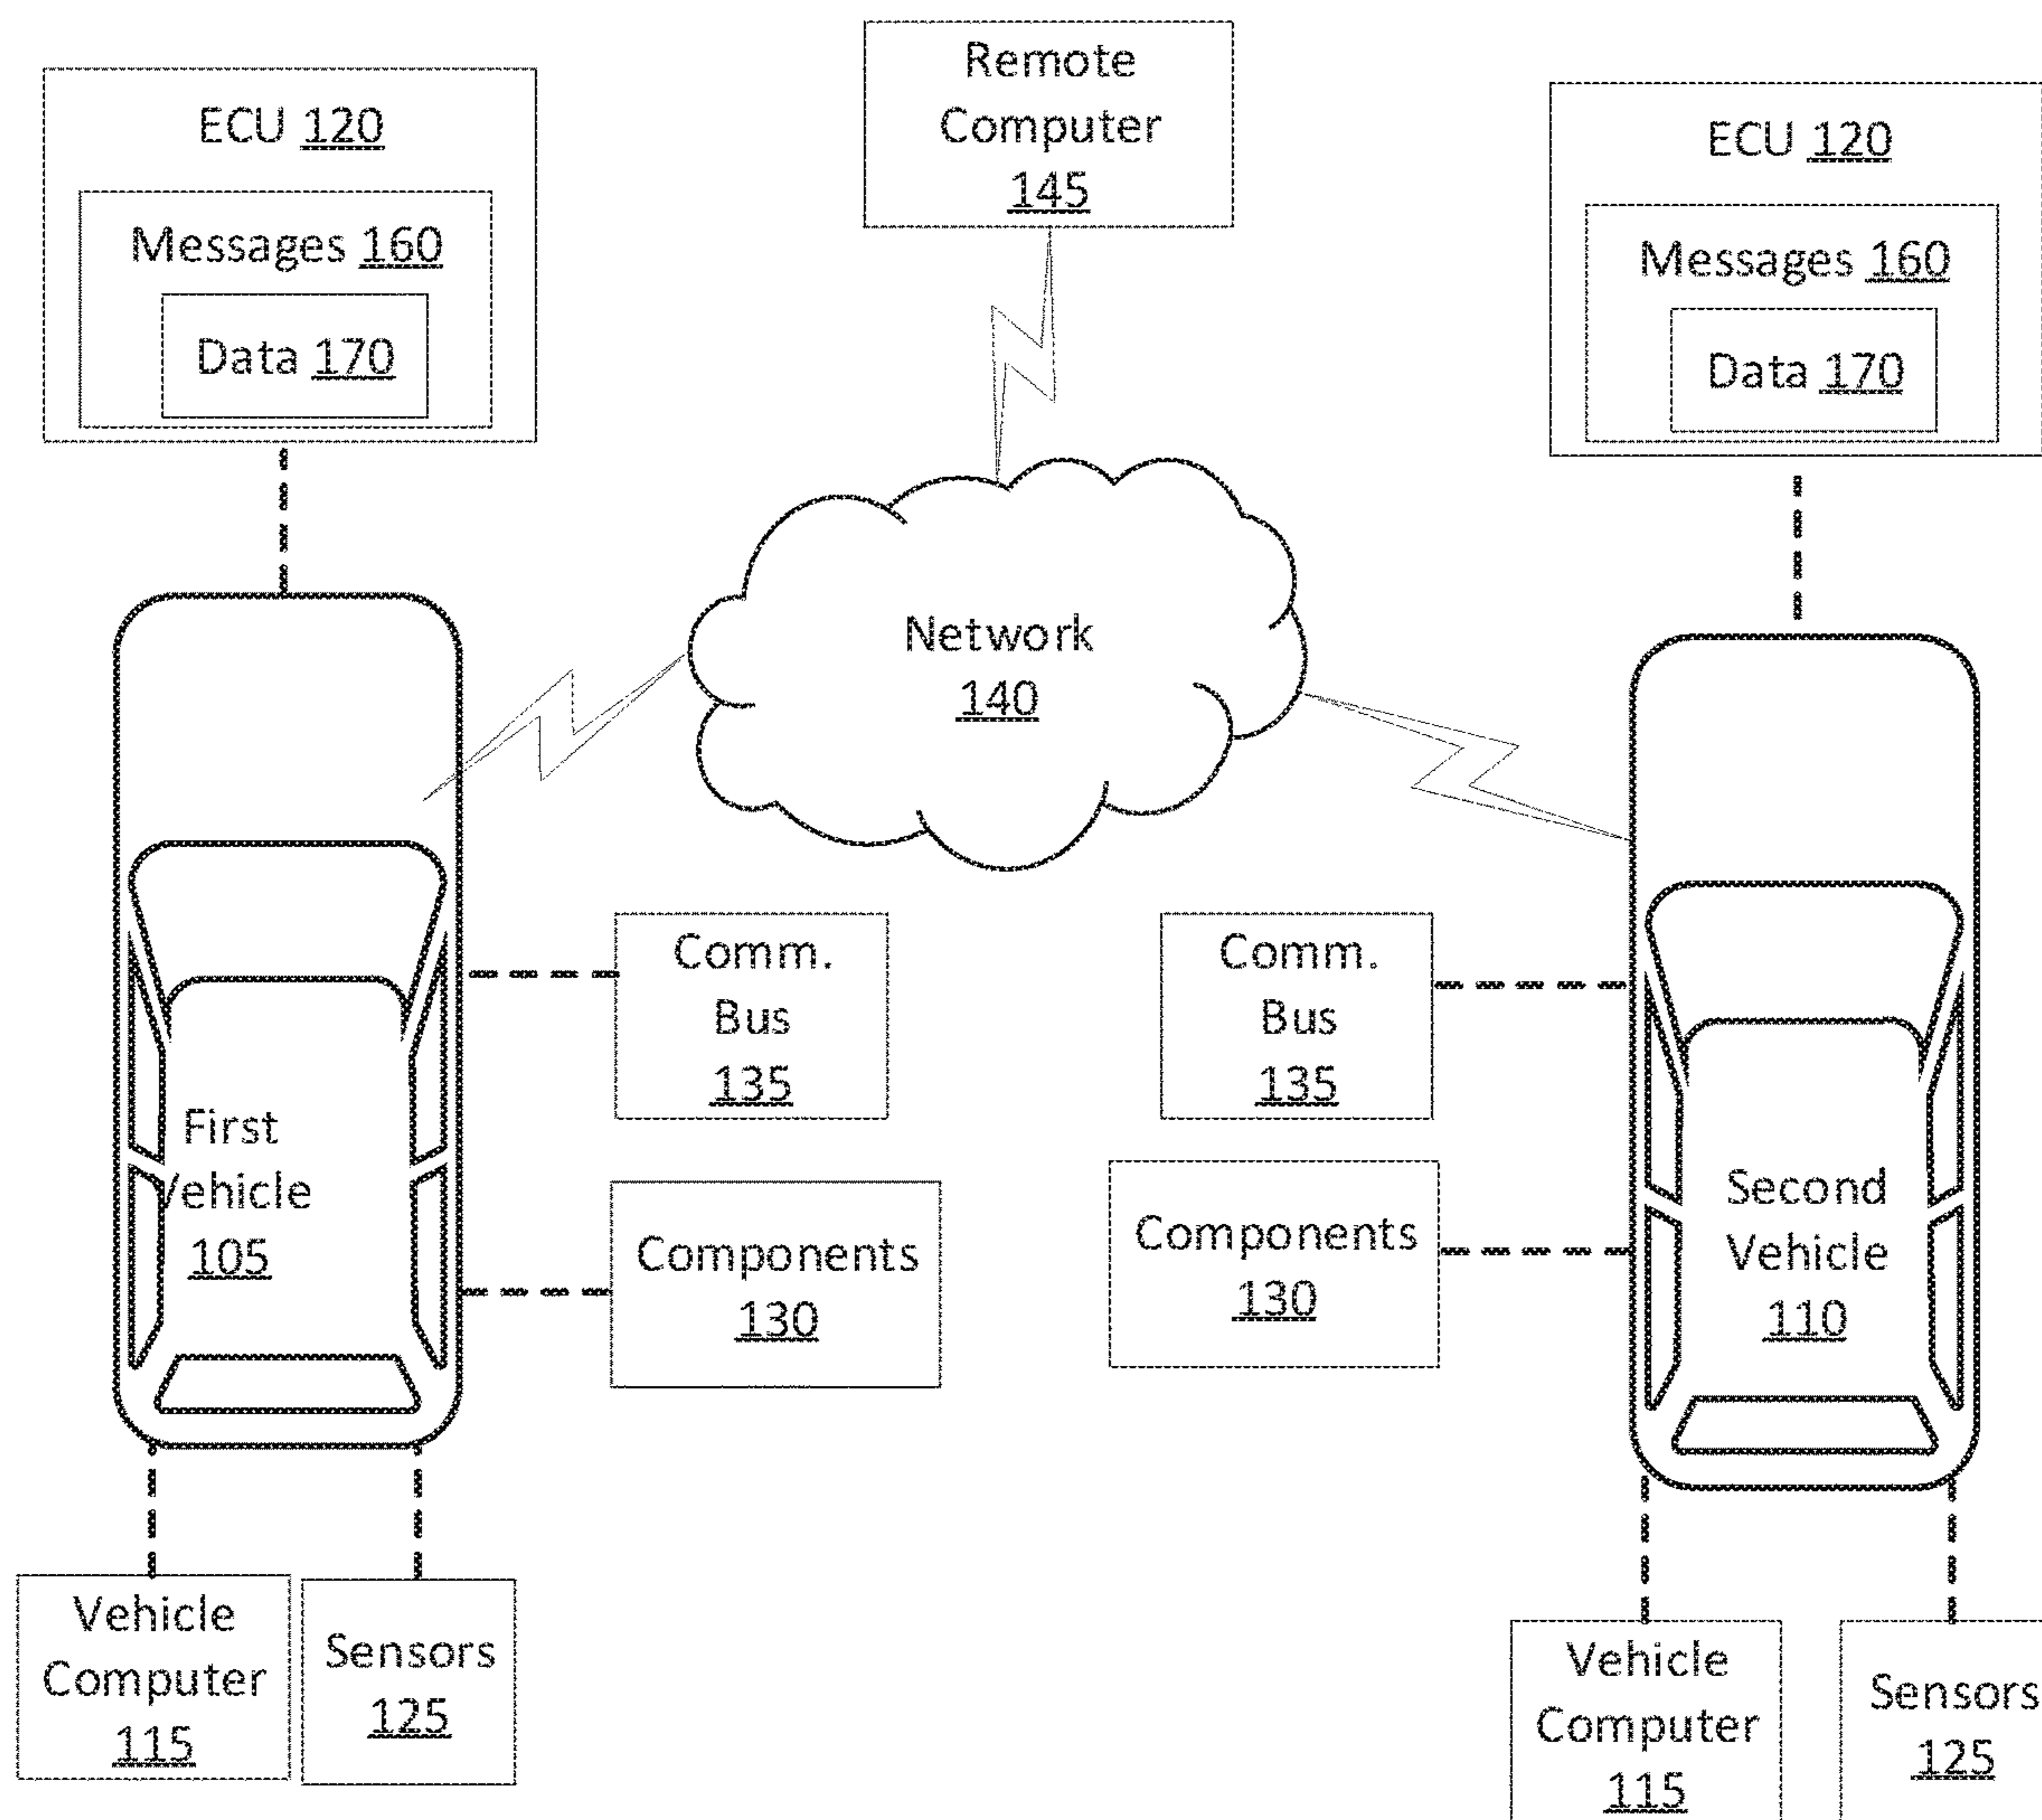 Remote
Computer
145
ECU 120
Messages 160
Data 170
ECU 120
Messages 160
Data 170
Network
140
Comm.
Bus
135
Comm.
Bus
135
First
Vehicle
105
Components
130
Components
130
Second
Vehicle
110
Vehicle
Computer
115
Sensors
125
Vehicle
Computer
115
Sensors
125